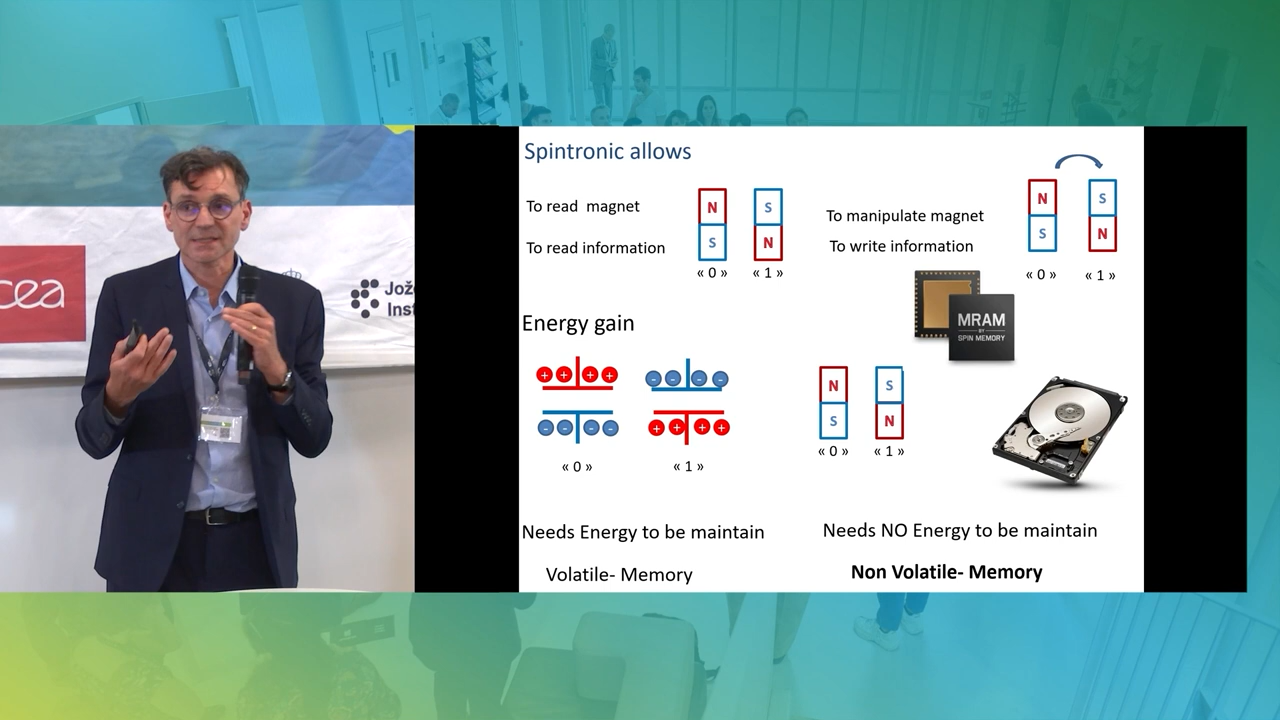 cea
Jož
Inst
Spintronic allows
To read magnet
To read information
N
S
S
N
« 0 »
« 1 »
To manipulate magnet
To write information
N
S
S
N
« 0 »
« 1 »
MRAM
BY
SPIN MEMORY
Energy gain
+ + + +
- - - -
- - - -
+ + + +
« 0 »
« 1 »
N
S
S
N
« 0 »
« 1 »
Needs Energy to be maintain
Volatile- Memory
Needs NO Energy to be maintain
Non Volatile- Memory